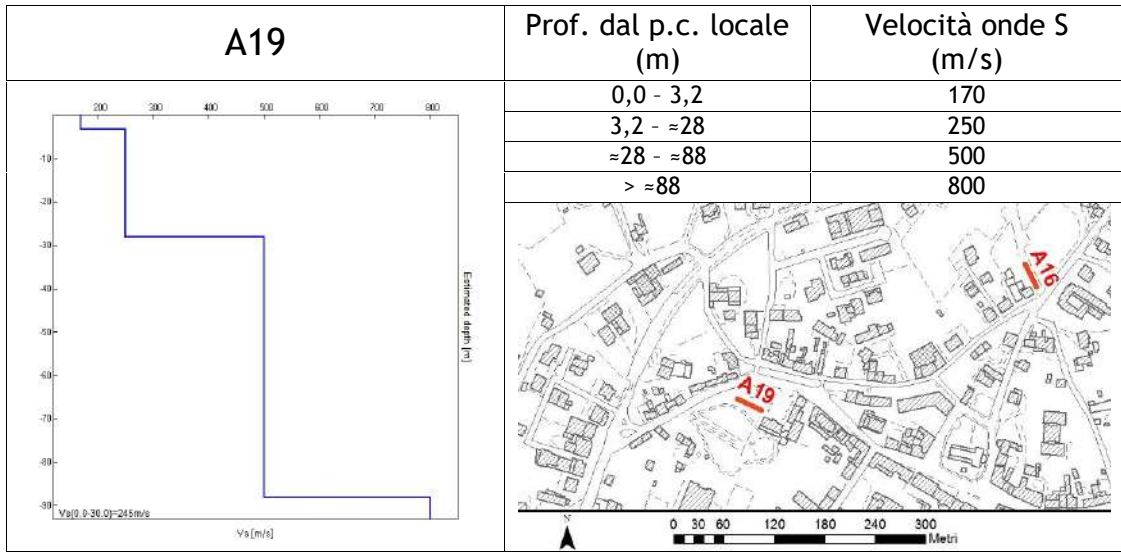 A19
Prof. dal p.c. locale
(m)
Velocità onde S
(m/s)
0,0 – 3,2 170
3,2 – ≈28 250
≈28 – ≈88 500
> ≈88 800
200 300 400 500 600 700 800
-10
-20
-30
-40
-50
-60
-70
-80
-90
Estimated depth [m]
Vs(0.0-30.0)=245m/s
Vs [m/s]
A16
A19
N
0 30 60 120 180 240 300
Metri